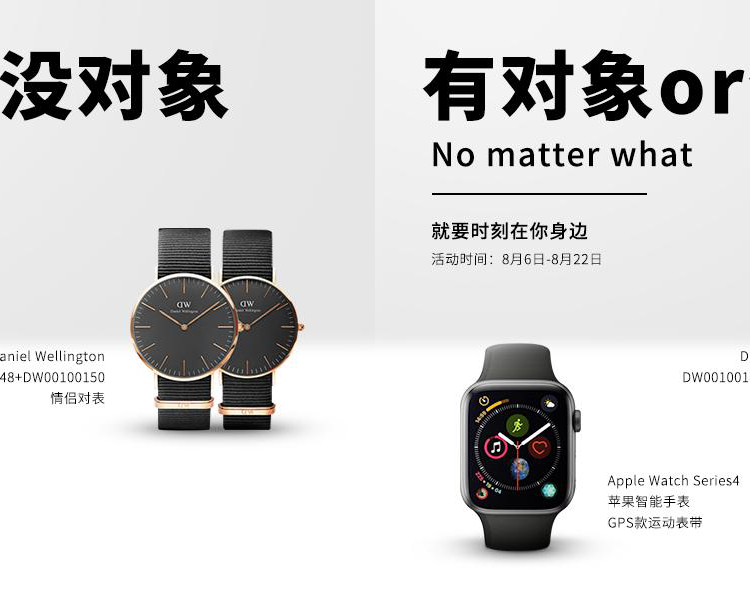 没对象
aniel Wellington
48+DW00100150
情侣对表
DW
Daniel Wellington
有对象or
No matter what
就要时刻在你身边
活动时间：8月6日-8月22日
D
DW001001
Apple Watch Series4
苹果智能手表
GPS款运动表带